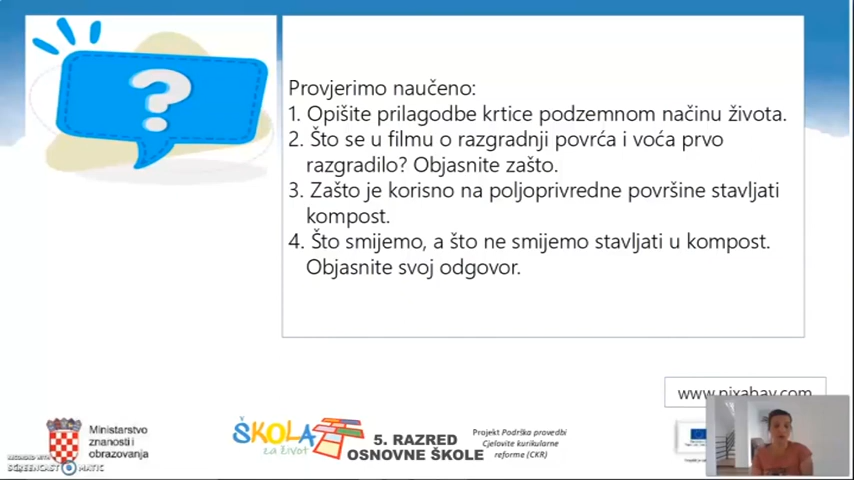 Provjerimo naučeno:
1. Opišite prilagodbe krtice podzemnom načinu života.
2. Što se u filmu o razgradnji povrća i voća prvo
razgradilo? Objasnite zašto.
3. Zašto je korisno na poljoprivredne površine stavljati
kompost.
4. Što smijemo, a što ne smijemo stavljati u kompost.
Objasnite svoj odgovor.
www.pixabay.com
Ministarstvo
znanosti i
obrazovanja
ŠKOLA
za život
5. RAZRED
OSNOVNE ŠKOLE
Projekt Podrška provedbi
Cjelovite kurikularne
reforme (CKR)
RECORDED WITH
SCREENCAST MATIC